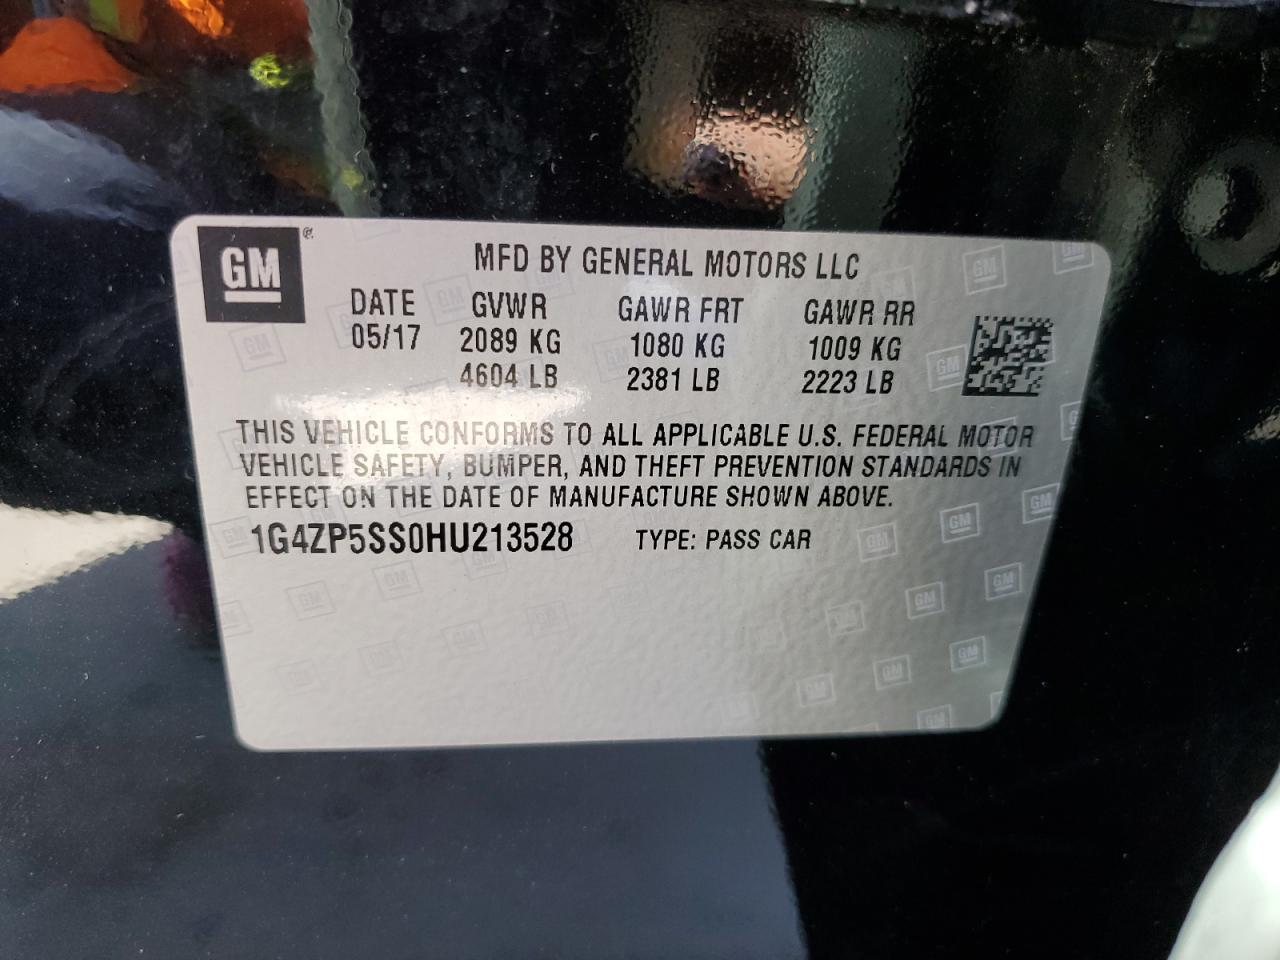 GM
MFD BY GENERAL MOTORS LLC
DATE GVWR GAWR FRT GAWR RR
05/17 2089 KG 1080 KG 1009 KG
4604 LB 2381 LB 2223 LB
THIS VEHICLE CONFORMS TO ALL APPLICABLE U.S. FEDERAL MOTOR
VEHICLE SAFETY, BUMPER, AND THEFT PREVENTION STANDARDS IN
EFFECT ON THE DATE OF MANUFACTURE SHOWN ABOVE.
1G4ZP5SS0HU213528 TYPE: PASS CAR